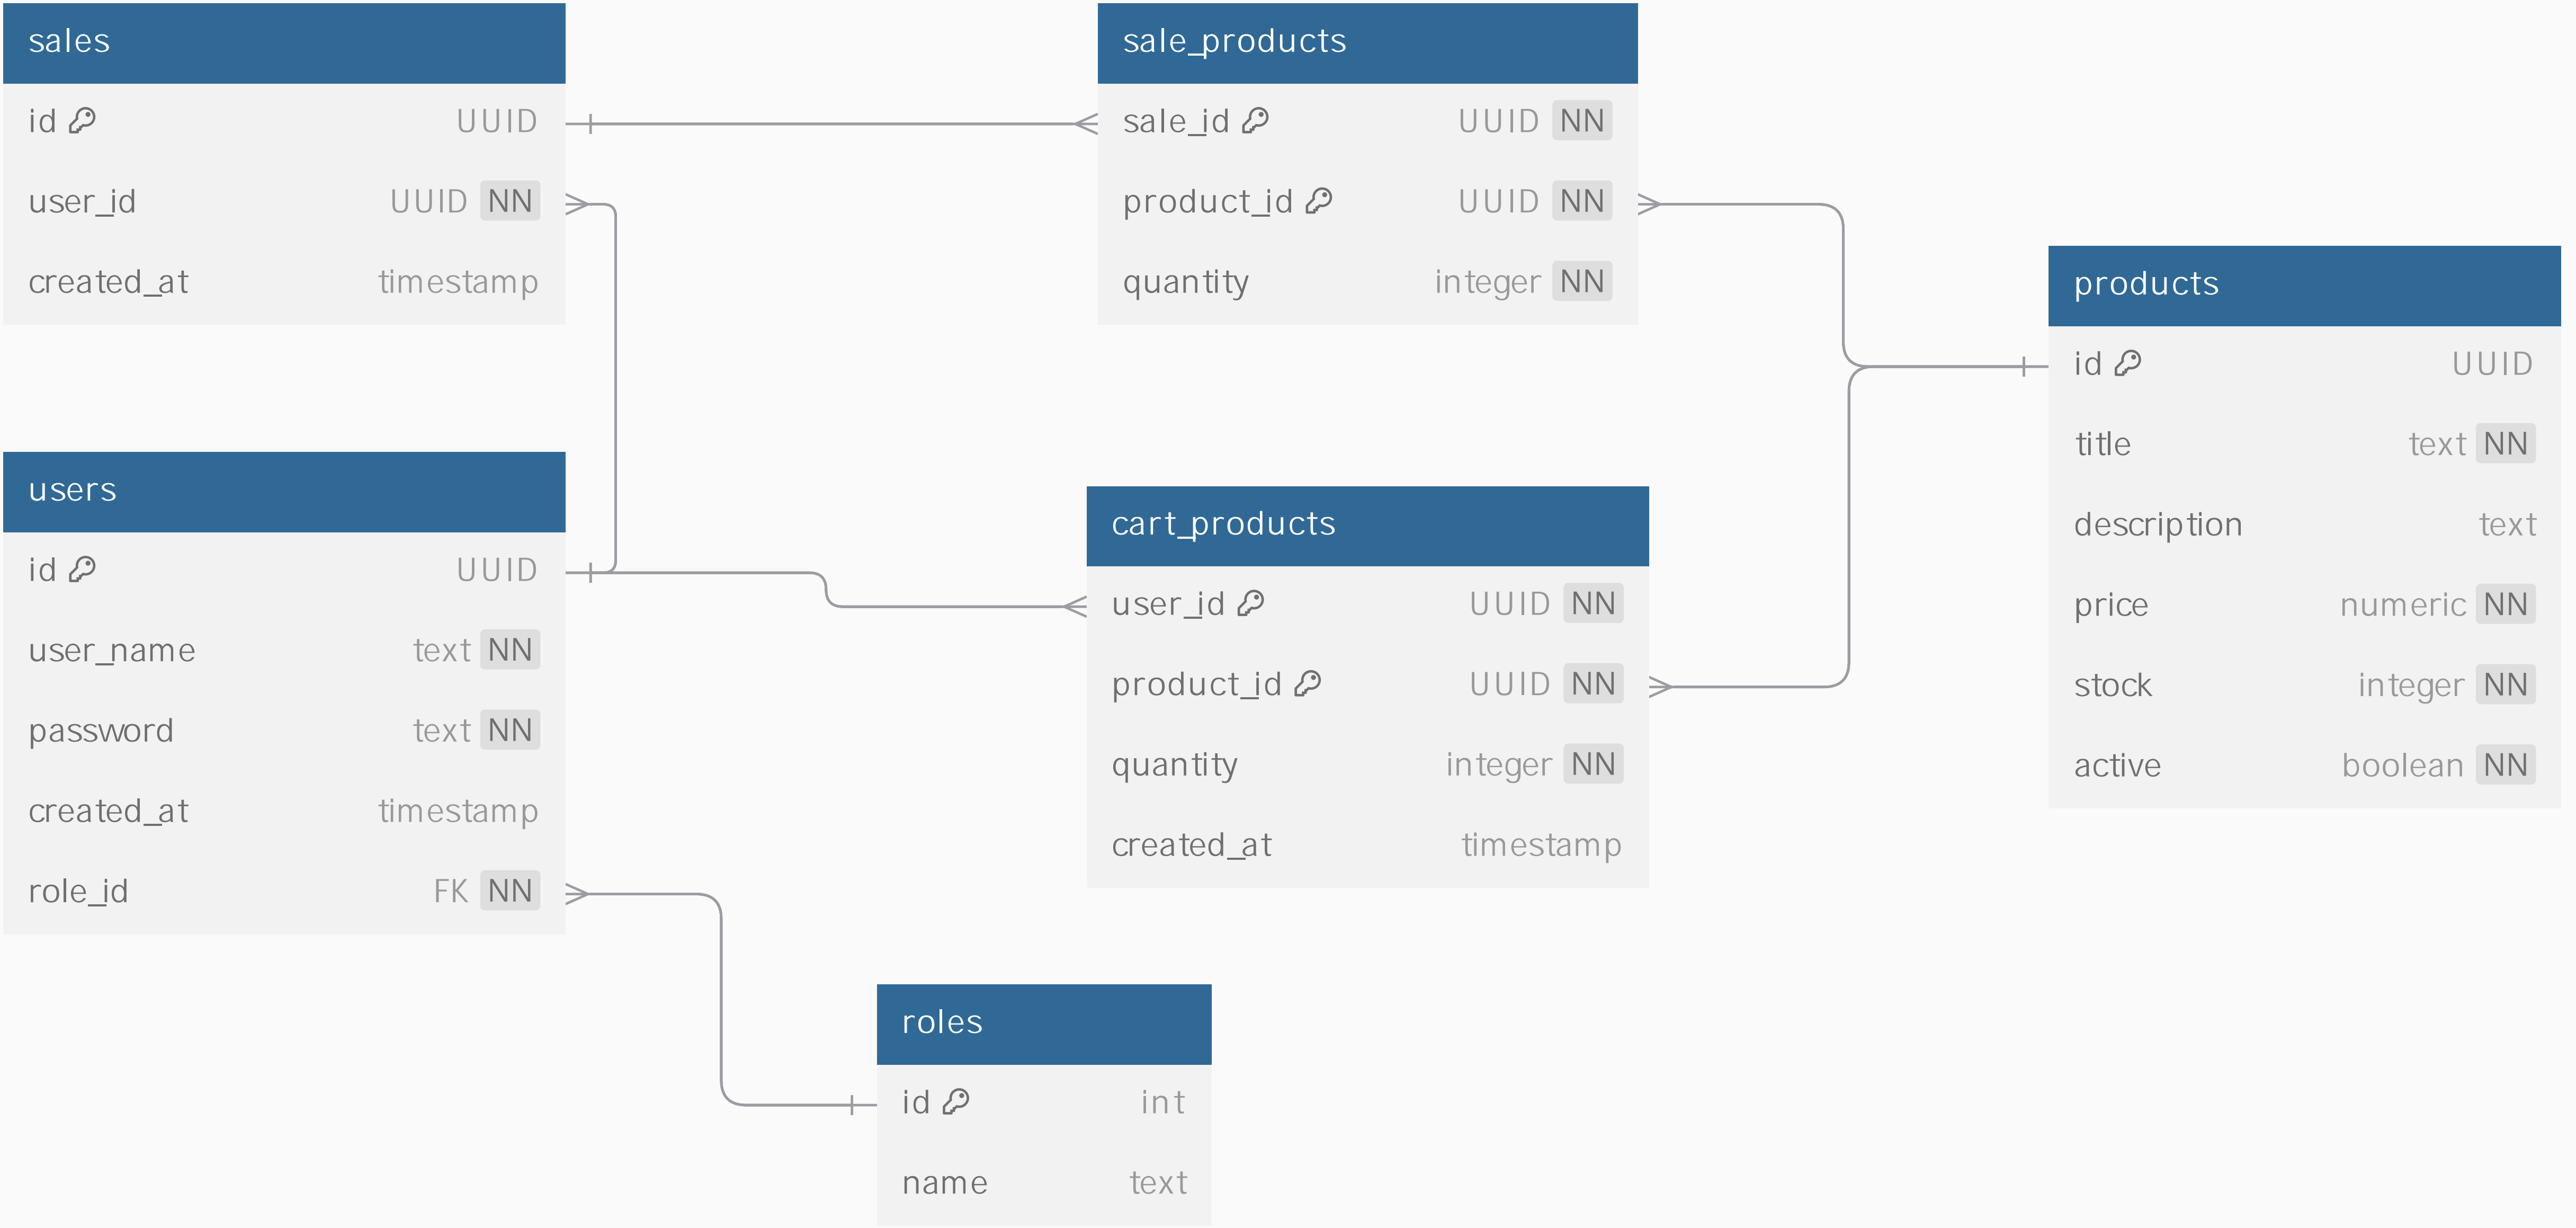 sales
id UUID
user_id UUID NN
created_at timestamp
sale_products
sale_id UUID NN
product_id UUID NN
quantity integer NN
products
id UUID
title text NN
description text
price numeric NN
stock integer NN
active boolean NN
users
id UUID
user_name text NN
password text NN
created_at timestamp
role_id FK NN
cart_products
user_id UUID NN
product_id UUID NN
quantity integer NN
created_at timestamp
roles
id int
name text